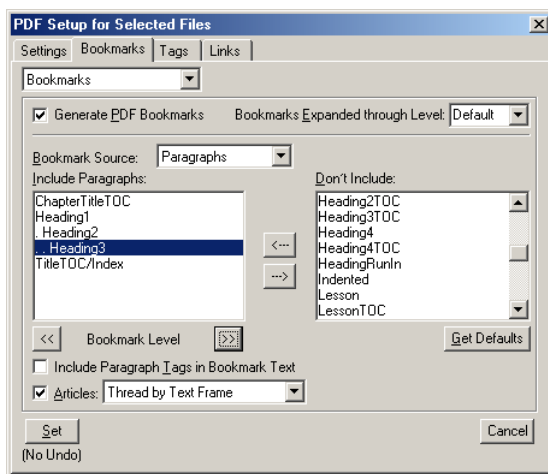 PDF Setup for Selected Files
Settings Bookmarks Tags Links
Bookmarks
Generate PDF Bookmarks Bookmarks Expanded through Level: Default
Bookmark Source: Paragraphs
Include Paragraphs:
ChapterTitleTOC
Heading1
. Heading2
. . Heading3
TitleTOC/Index
<---
--->
Don't Include:
Heading2TOC
Heading3TOC
Heading4
Heading4TOC
HeadingRunIn
Indented
Lesson
LessonTOC
<< Bookmark Level >> Get Defaults
Include Paragraph Tags in Bookmark Text
Articles: Thread by Text Frame
Set Cancel
(No Undo)